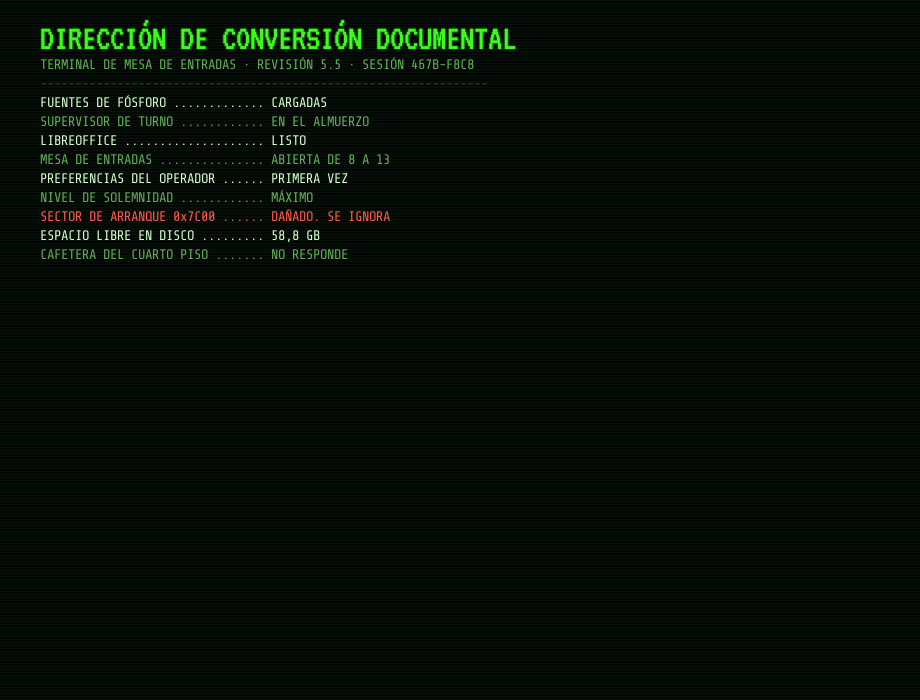 DIRECCIÓN DE CONVERSIÓN DOCUMENTAL
TERMINAL DE MESA DE ENTRADAS · REVISIÓN 5.5 · SESIÓN 467B-F8C8
----------------------------------------------------------------
FUENTES DE FÓSFORO ............. CARGADAS
SUPERVISOR DE TURNO ............ EN EL ALMUERZO
LIBREOFFICE .................... LISTO
MESA DE ENTRADAS ............... ABIERTA DE 8 A 13
PREFERENCIAS DEL OPERADOR ...... PRIMERA VEZ
NIVEL DE SOLEMNIDAD ............ MÁXIMO
SECTOR DE ARRANQUE 0x7C00 ...... DAÑADO. SE IGNORA
ESPACIO LIBRE EN DISCO ......... 58,8 GB
CAFETERA DEL CUARTO PISO ....... NO RESPONDE